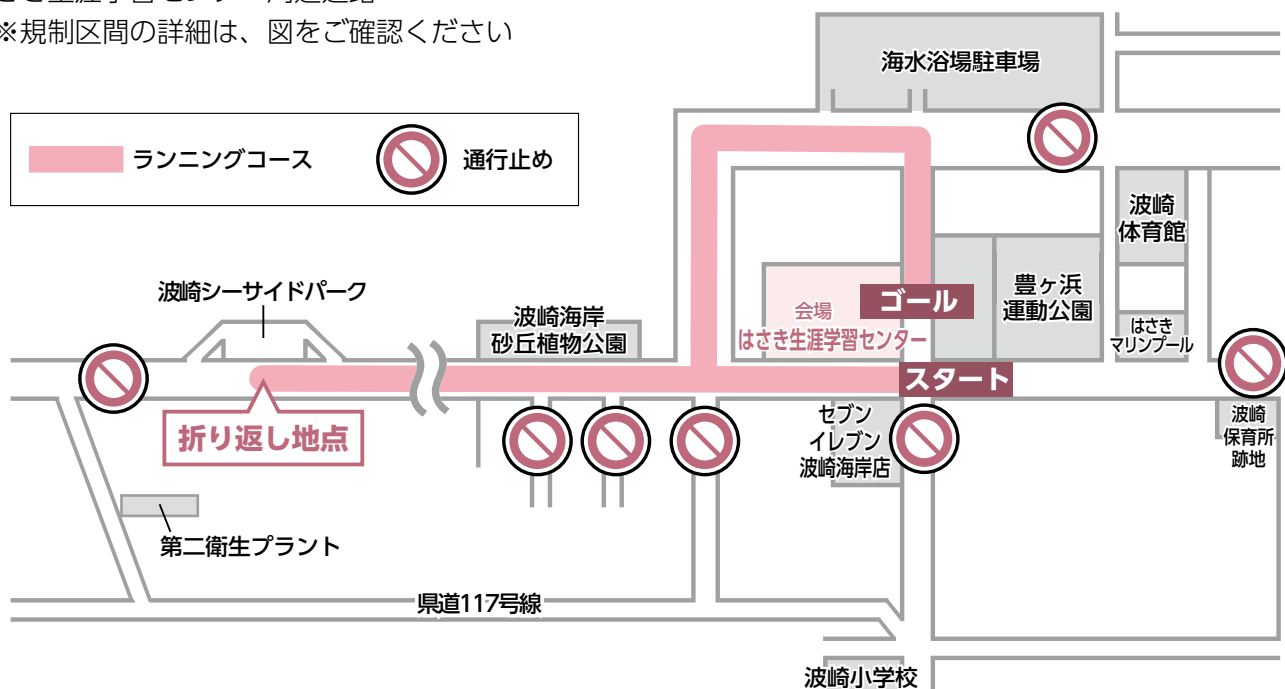 ※規制区間の詳細は、図をご確認ください
海水浴場駐車場
ランニングコース
通行止め
波崎
体育館
波崎シーサイドパーク
波崎海岸
砂丘植物公園
会場
はさき生涯学習センター
ゴール
豊ヶ浜
運動公園
はさき
マリンプール
スタート
折り返し地点
セブン
イレブン
波崎海岸店
波崎
保育所
跡地
第二衛生プラント
県道117号線
波崎小学校